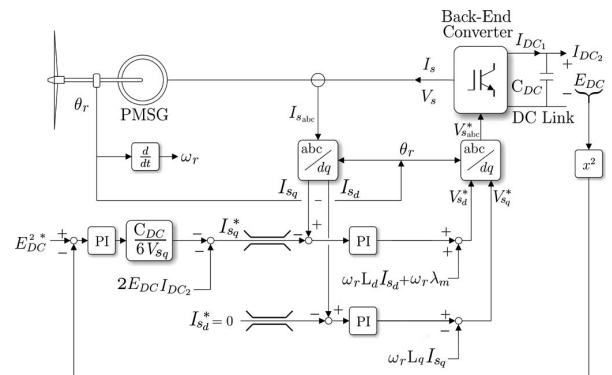 Back-End
Converter
I_{DC_1} I_{DC_2}
I_s + E_{DC}
θ_r PMSG V_s C_{DC} −
I_{s_{abc}} V^*_{s_{abc}} DC Link
d/dt ω_r abc/dq θ_r abc/dq x^2
I_{s_q} − I_{s_d} V^*_{s_d} V^*_{s_q}
E^{2 *}_{DC} + − PI C_{DC}/6V_{s_q} − − I^*_{s_q} − + PI + +
2E_{DC}I_{DC_2} ω_r L_d I_{s_d}+ω_r λ_m
I^*_{s_d}=0 − + PI + −
ω_r L_q I_{s_q}